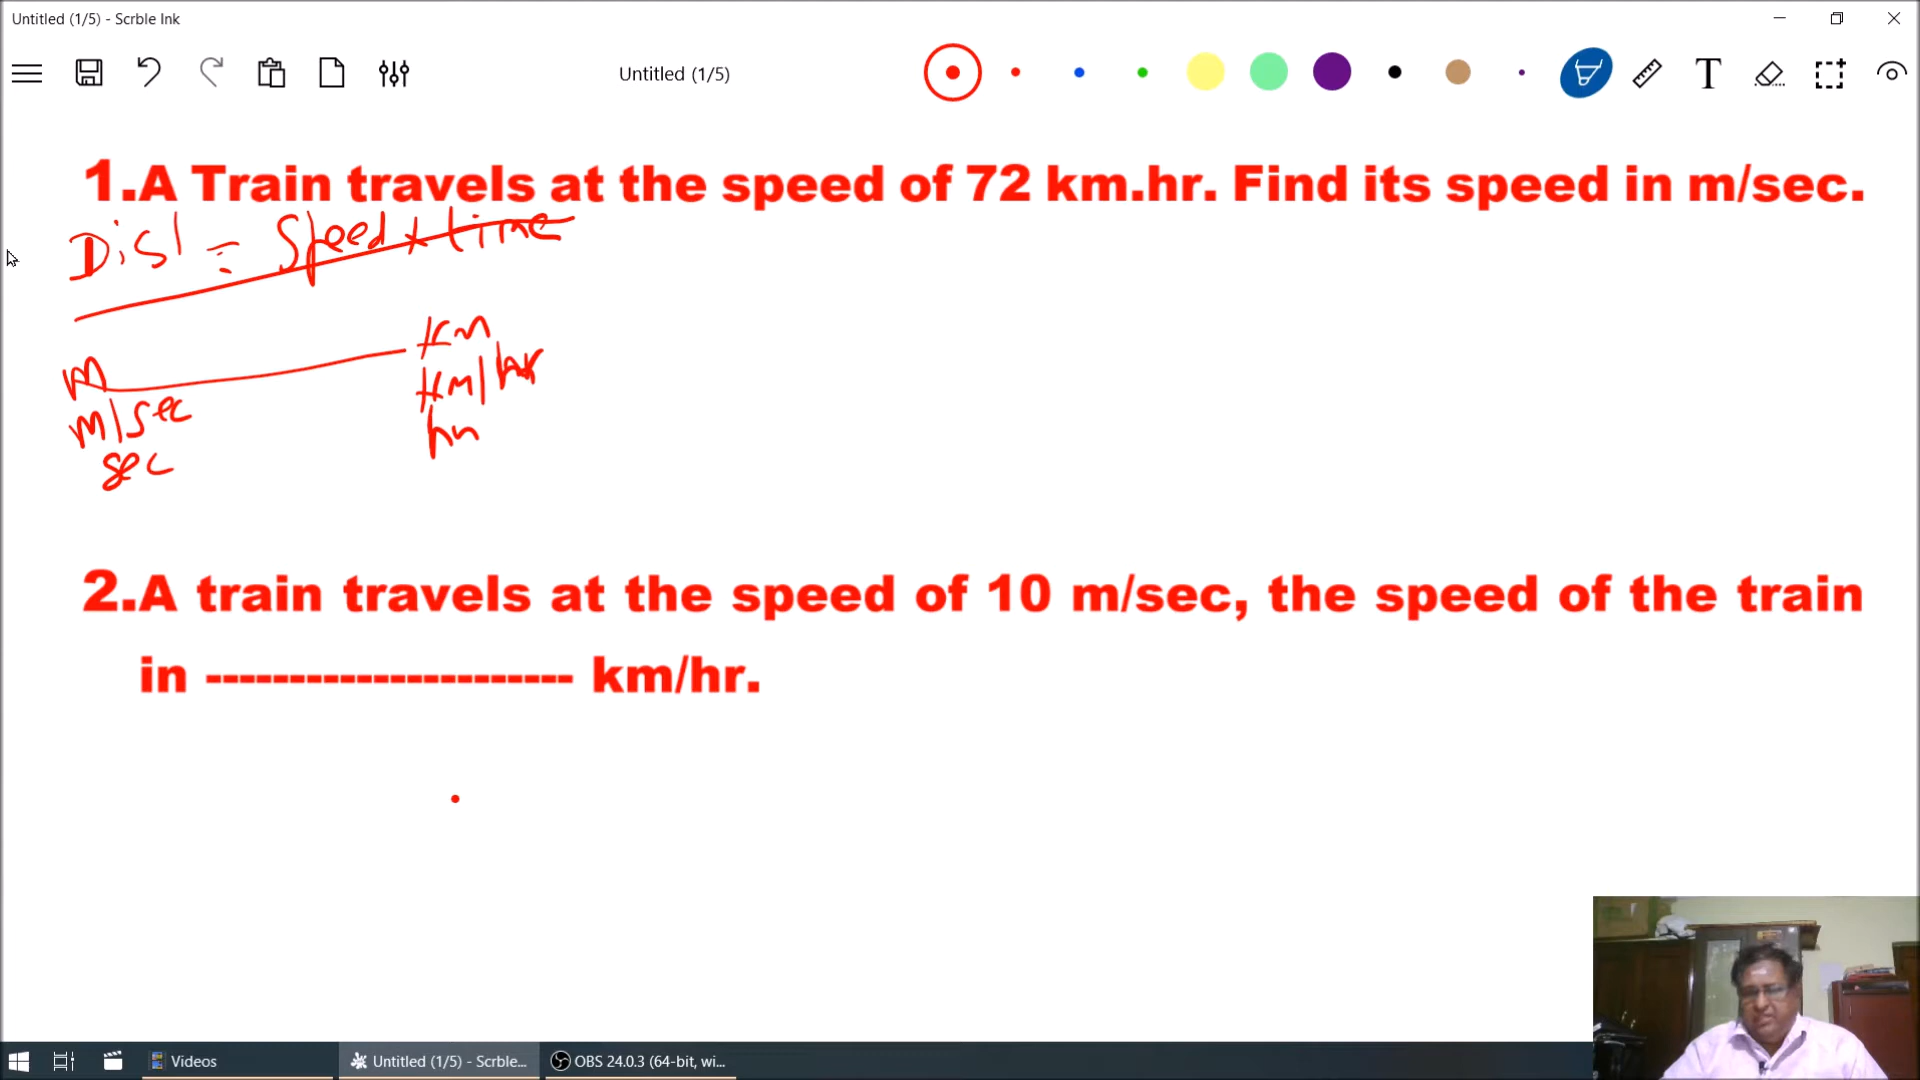 Untitled (1/5) - Scrble Ink
Untitled (1/5)
T
1.A Train travels at the speed of 72 km.hr. Find its speed in m/sec.
Dist = Speed x time
m km
m/sec km/hr
sec hr
2.A train travels at the speed of 10 m/sec, the speed of the train
in ---------------------- km/hr.
Videos
Untitled (1/5) - Scrble...
OBS 24.0.3 (64-bit, wi...